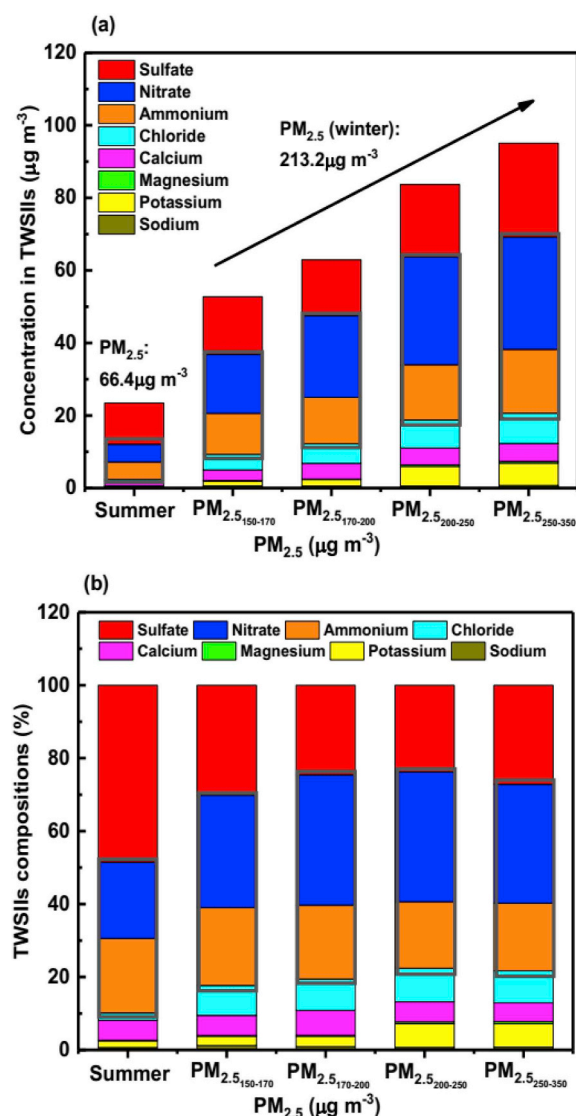 (a)
120
100
80
60
40
20
0
Concentration in TWSIIs (μg m⁻³)
Sulfate
Nitrate
Ammonium
Chloride
Calcium
Magnesium
Potassium
Sodium
PM₂.₅ (winter):
213.2μg m⁻³
PM₂.₅:
66.4μg m⁻³
Summer PM₂.₅150-170 PM₂.₅170-200 PM₂.₅200-250 PM₂.₅250-350
PM₂.₅ (μg m⁻³)
(b)
120
100
80
60
40
20
0
TWSIIs compositions (%)
Sulfate Nitrate Ammonium Chloride
Calcium Magnesium Potassium Sodium
Summer PM₂.₅150-170 PM₂.₅170-200 PM₂.₅200-250 PM₂.₅250-350
PM₂.₅ (μg m⁻³)